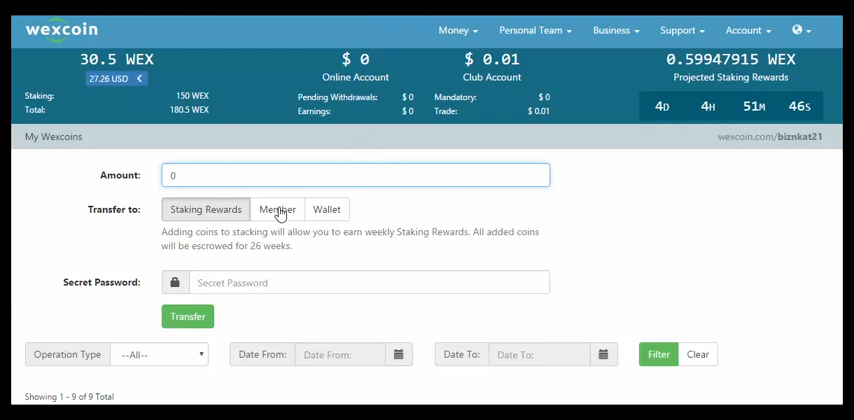 wexcoin
Money Personal Team Business Support Account
30.5 WEX
27.26 USD
Staking: 150 WEX
Total: 180.5 WEX
$ 0
Online Account
Pending Withdrawals: $ 0
Earnings: $ 0
$ 0.01
Club Account
Mandatory: $ 0
Trade: $ 0.01
0.59947915 WEX
Projected Staking Rewards
4D 4H 51M 46S
My Wexcoins
wexcoin.com/biznkat21
Amount: 0
Transfer to: Staking Rewards Member Wallet
Adding coins to stacking will allow you to earn weekly Staking Rewards. All added coins
will be escrowed for 26 weeks.
Secret Password: Secret Password
Transfer
Operation Type --All-- Date From: Date From: Date To: Date To: Filter Clear
Showing 1 - 9 of 9 Total